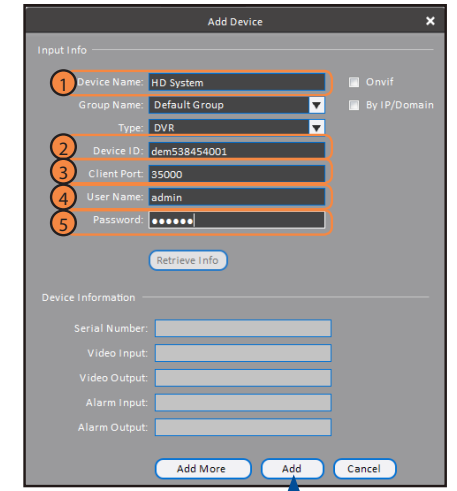 Add Device
Input Info
1 Device Name: HD System Onvif
Group Name: Default Group By IP/Domain
Type: DVR
2 Device ID: dem538454001
3 Client Port: 35000
4 User Name: admin
5 Password: ●●●●●●
Retrieve Info
Device Information
Serial Number:
Video Input:
Video Output:
Alarm Input:
Alarm Output:
Add More Add Cancel